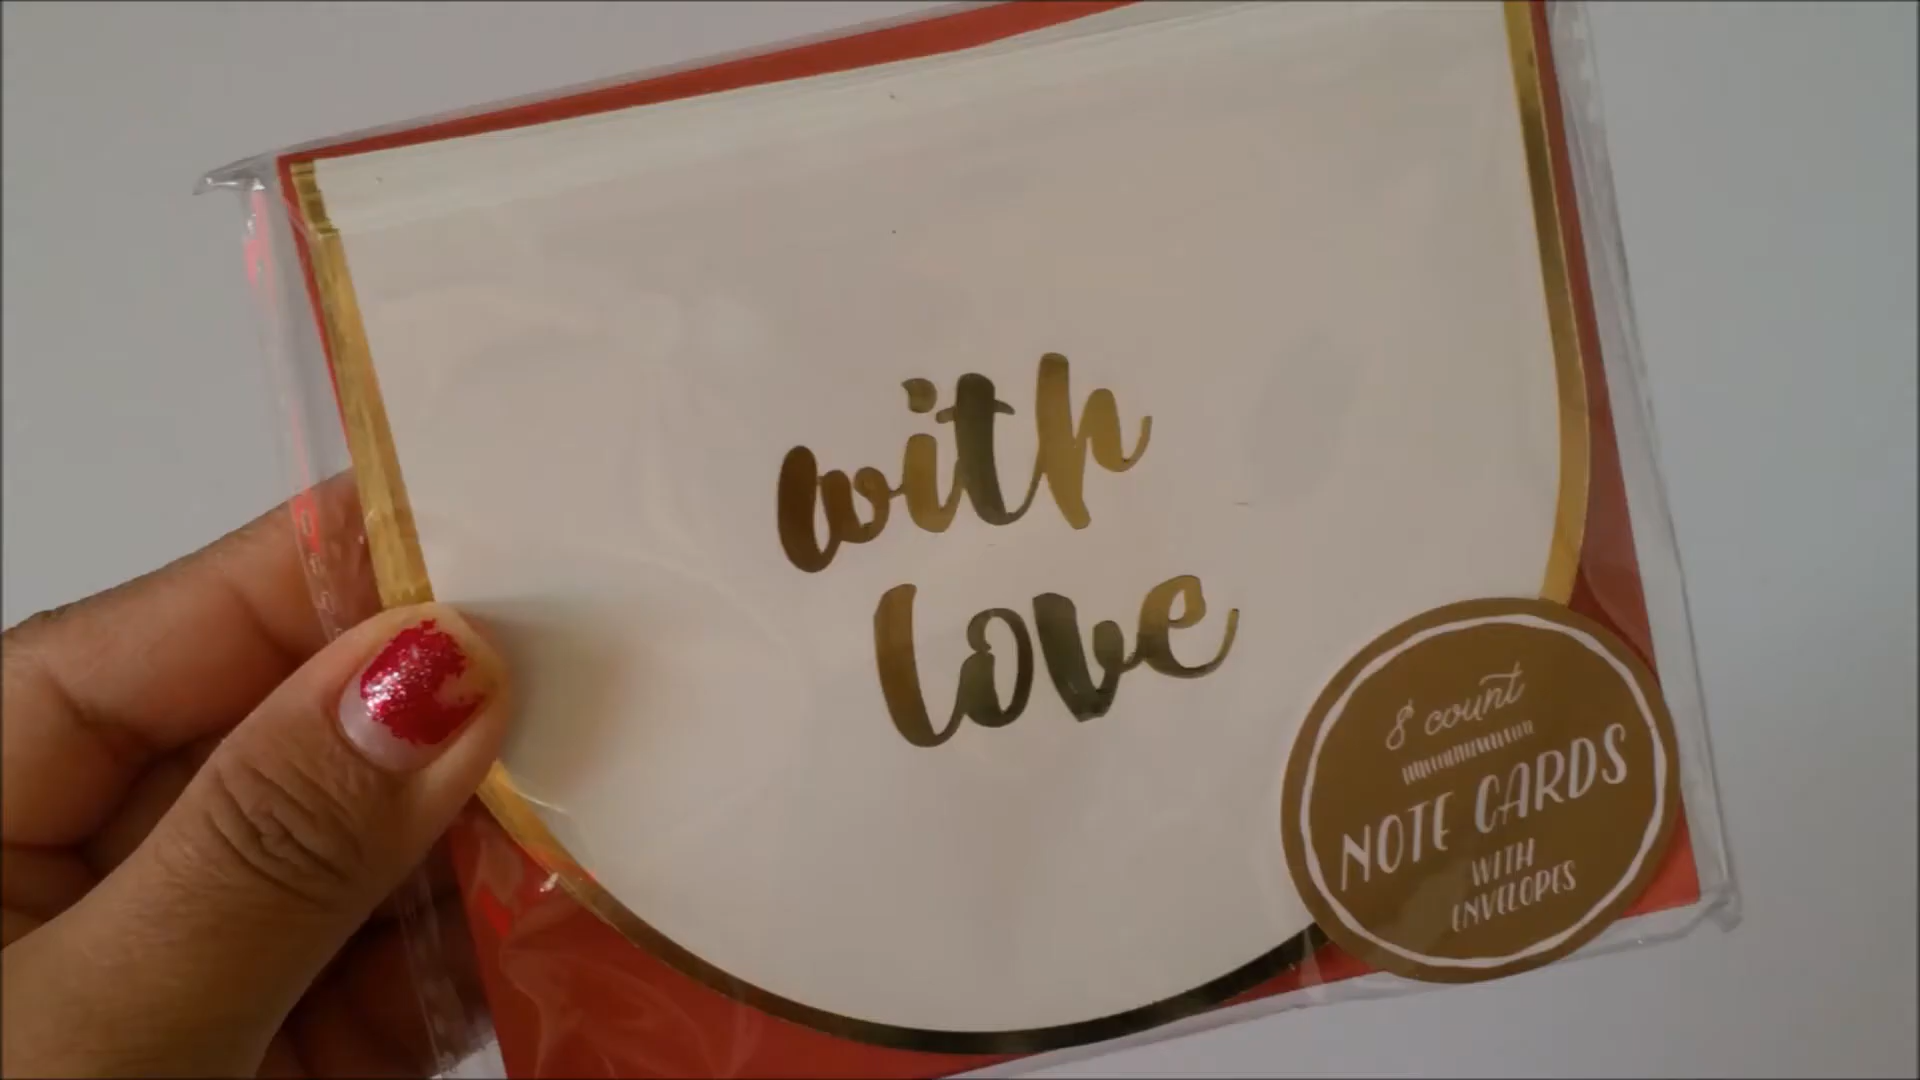 with
love
8 count
NOTE CARDS
WITH
ENVELOPES